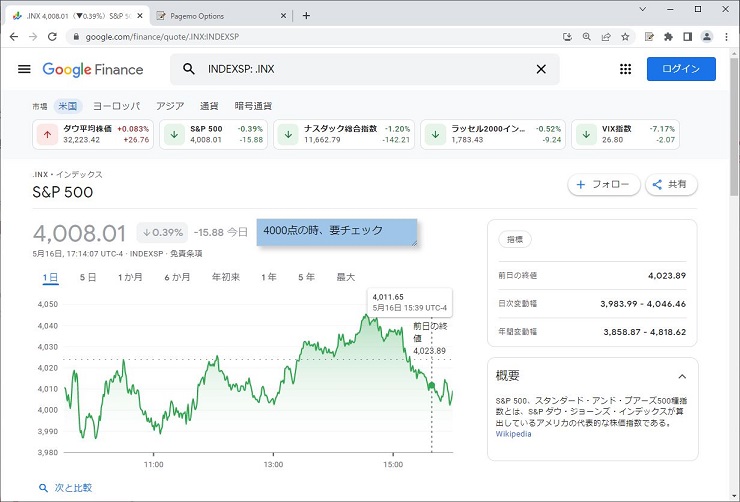 .INX 4,008.01 (▼0.39%) S&P 5
Pagemo Options
google.com/finance/quote/.INX:INDEXSP
Google Finance
INDEXSP: .INX
ログイン
市場 米国 ヨーロッパ アジア 通貨 暗号通貨
ダウ平均株価 +0.083%
32,223.42 +26.76
S&P 500 -0.39%
4,008.01 -15.88
ナスダック総合指数 -1.20%
11,662.79 -142.21
ラッセル2000イン... -0.52%
1,783.43 -9.24
VIX指数 -7.17%
26.80 -2.07
.INX・インデックス
S&P 500
フォロー
共有
4,008.01 0.39% -15.88 今日
4000点の時、要チェック
5月16日, 17:14:07 UTC-4 · INDEXSP · 免責条項
1日 5 日 1 か月 6 か月 年初来 1 年 5 年 最大
4,011.65
5月16日 15:39 UTC-4
前日の終
値
4,023.89
4,050
4,040
4,030
4,020
4,010
4,000
3,990
3,980
11:00 13:00 15:00
次と比較
指標
前日の終値 4,023.89
日次変動幅 3,983.99 - 4,046.46
年間変動幅 3,858.87 - 4,818.62
概要
S&P 500、スタンダード・アンド・プアーズ500種指
数とは、S&P ダウ・ジョーンズ・インデックスが算
出しているアメリカの代表的な株価指数である。
Wikipedia